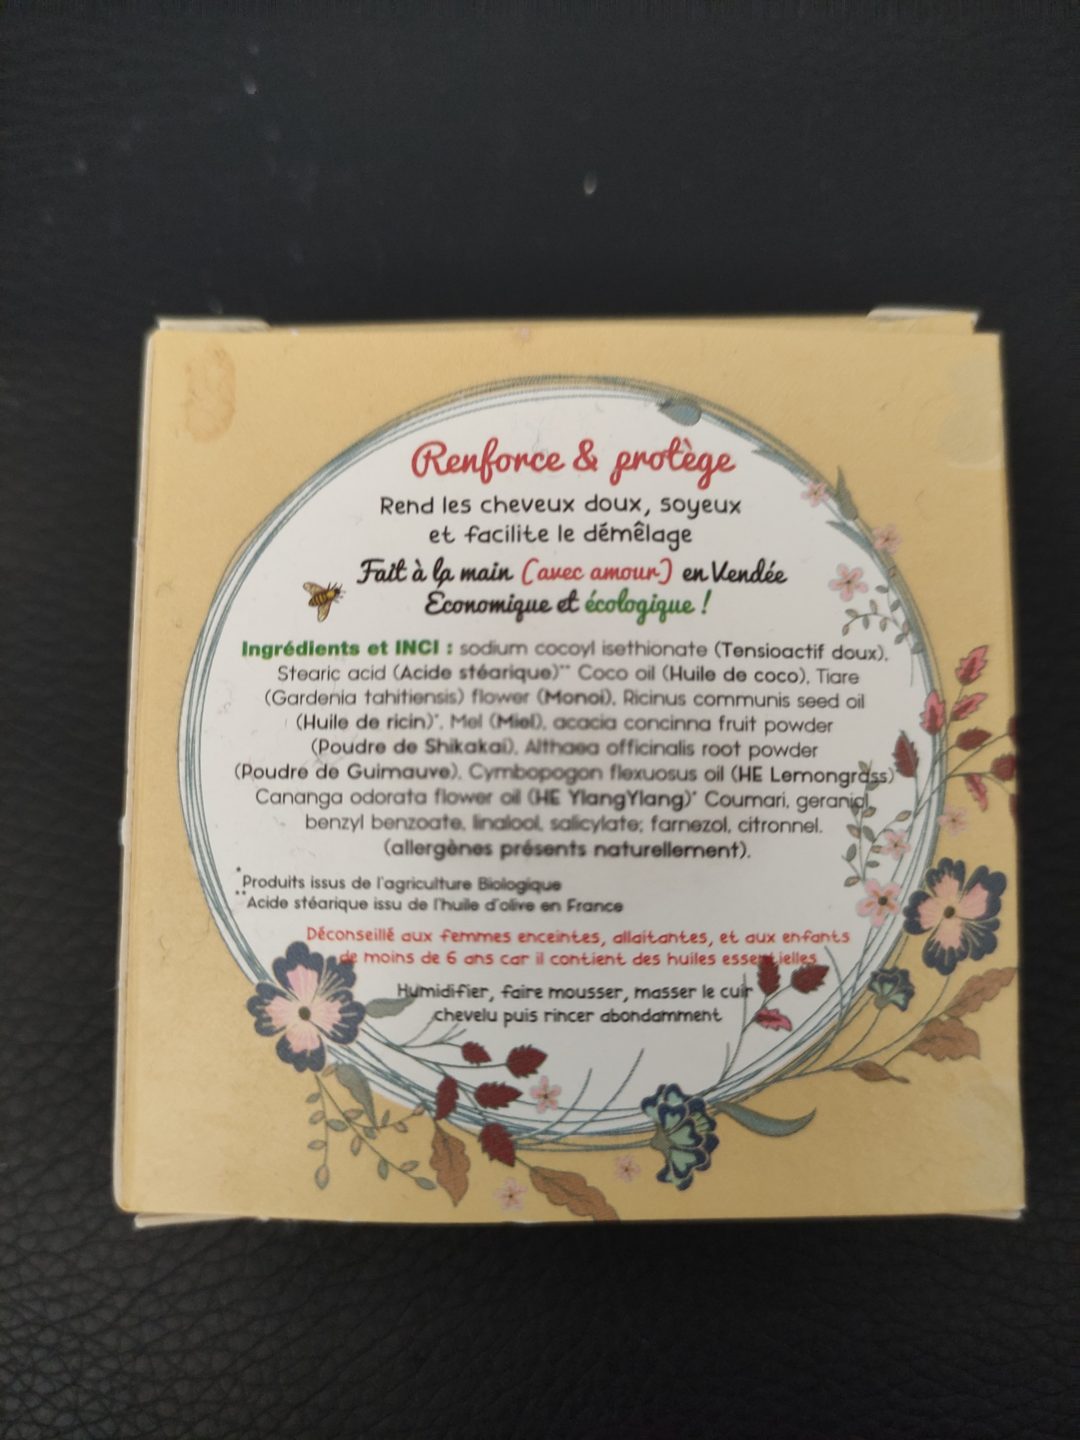 Renforce & protège
Rend les cheveux doux, soyeux
et facilite le démêlage
Fait à la main (avec amour) en Vendée
Economique et écologique !
Ingrédients et INCI : sodium cocoyl isethionate (Tensioactif doux),
Stearic acid (Acide stéarique)** Coco oil (Huile de coco), Tiare
(Gardenia tahitiensis) flower (Monoi), Ricinus communis seed oil
(Huile de ricin)*, Mel (Miel), acacia concinna fruit powder
(Poudre de Shikakai), Althaea officinalis root powder
(Poudre de Guimauve), Cymbopogon flexuosus oil (HE Lemongrass)
Cananga odorata flower oil (HE YlangYlang)* Coumari, geraniol,
benzyl benzoate, linalool, salicylate; farnezol, citronnel.
(allergènes présents naturellement).
*Produits issus de l'agriculture Biologique
**Acide stéarique issu de l'huile d'olive en France
Déconseillé aux femmes enceintes, allaitantes, et aux enfants
de moins de 6 ans car il contient des huiles essentielles
Humidifier, faire mousser, masser le cuir
chevelu puis rincer abondamment